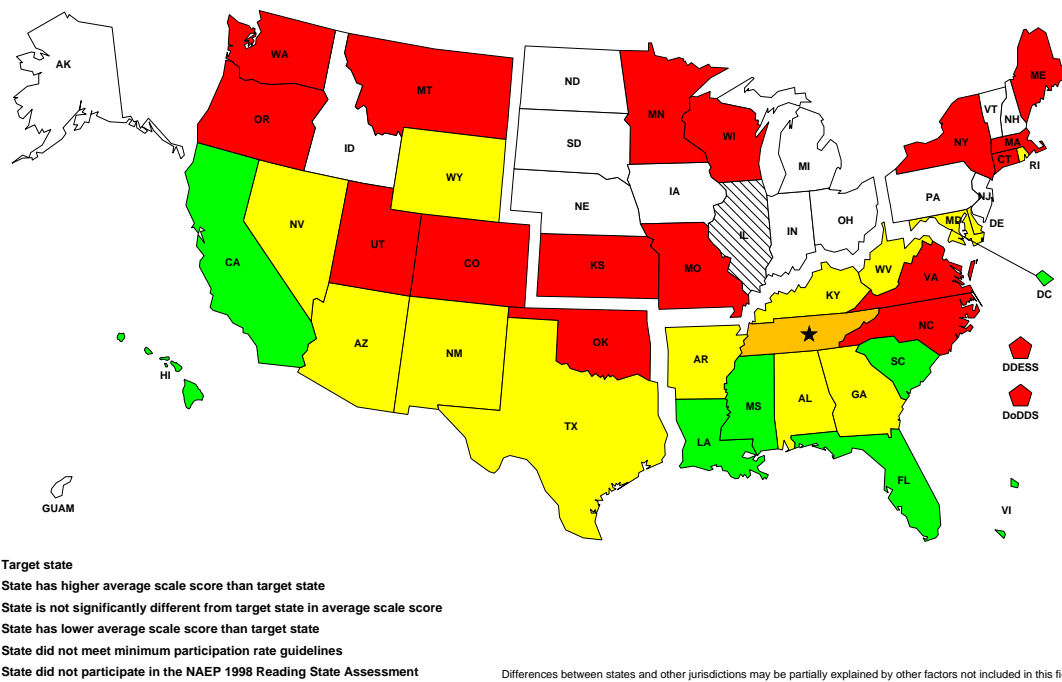 AK
WA
MT
ND
MN
ME
VT
NH
OR
ID
SD
WI
NY
MA
CT
RI
WY
MI
IA
PA
NJ
NE
NV
OH
DE
MD
IL
IN
UT
CO
CA
KS
MO
WV
VA
KY
DC
NC
AZ
NM
OK
AR
SC
HI
DDESS
TX
MS
AL
GA
LA
DoDDS
FL
GUAM
VI
Target state
State has higher average scale score than target state
State is not significantly different from target state in average scale score
State has lower average scale score than target state
State did not meet minimum participation rate guidelines
State did not participate in the NAEP 1998 Reading State Assessment
Differences between states and other jurisdictions may be partially explained by other factors not included in this fi